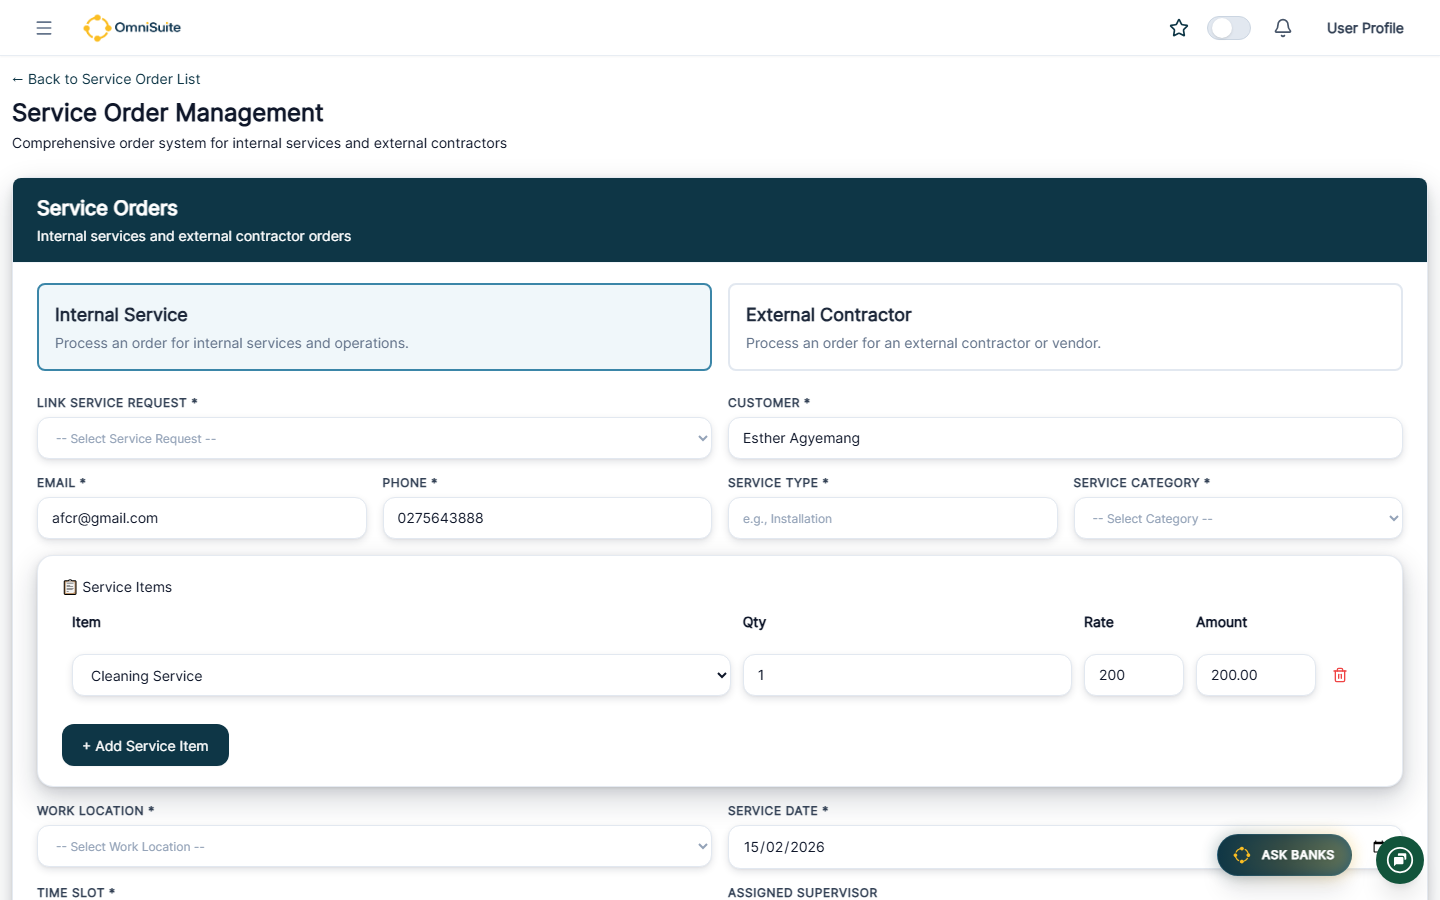 OmniSuite
User Profile
← Back to Service Order List
Service Order Management
Comprehensive order system for internal services and external contractors
Service Orders
Internal services and external contractor orders
Internal Service
Process an order for internal services and operations.
External Contractor
Process an order for an external contractor or vendor.
LINK SERVICE REQUEST *
-- Select Service Request --
CUSTOMER *
Esther Agyemang
EMAIL *
afcr@gmail.com
PHONE *
0275643888
SERVICE TYPE *
e.g., Installation
SERVICE CATEGORY *
-- Select Category --
📋 Service Items
Item Qty Rate Amount
Cleaning Service 1 200 200.00
+ Add Service Item
WORK LOCATION *
-- Select Work Location --
SERVICE DATE *
15/02/2026
ASK BANKS
TIME SLOT *
ASSIGNED SUPERVISOR